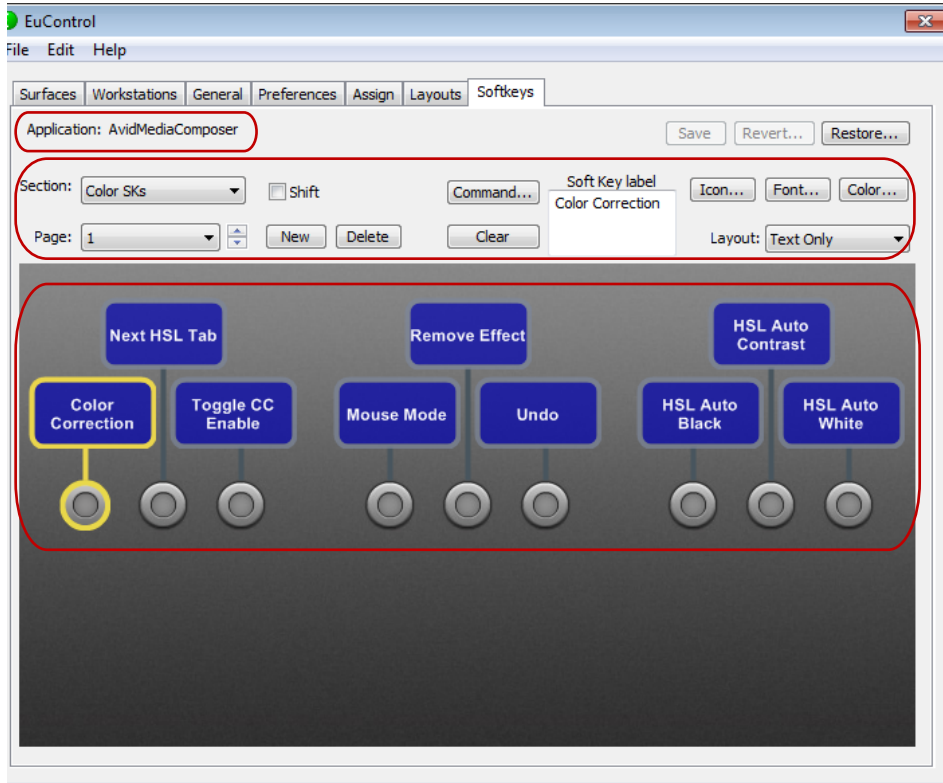 EuControl
File Edit Help
Surfaces Workstations General Preferences Assign Layouts Softkeys
Application: AvidMediaComposer
Save Revert... Restore...
Section: Color SKs Shift Command... Soft Key label Icon... Font... Color...
Color Correction
Page: 1 New Delete Clear Layout: Text Only
Next HSL Tab
Remove Effect
HSL Auto
Contrast
Color
Correction
Toggle CC
Enable
Mouse Mode
Undo
HSL Auto
Black
HSL Auto
White